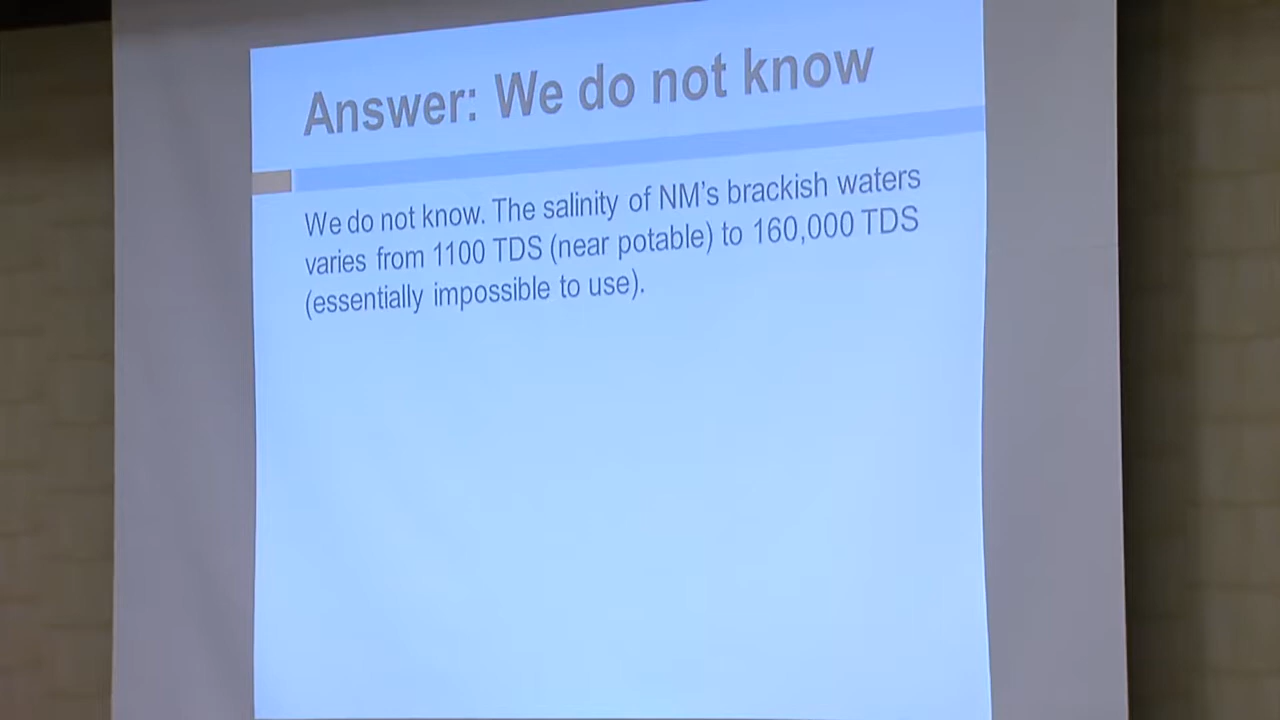 Answer: We do not know
We do not know. The salinity of NM’s brackish waters
varies from 1100 TDS (near potable) to 160,000 TDS
(essentially impossible to use).